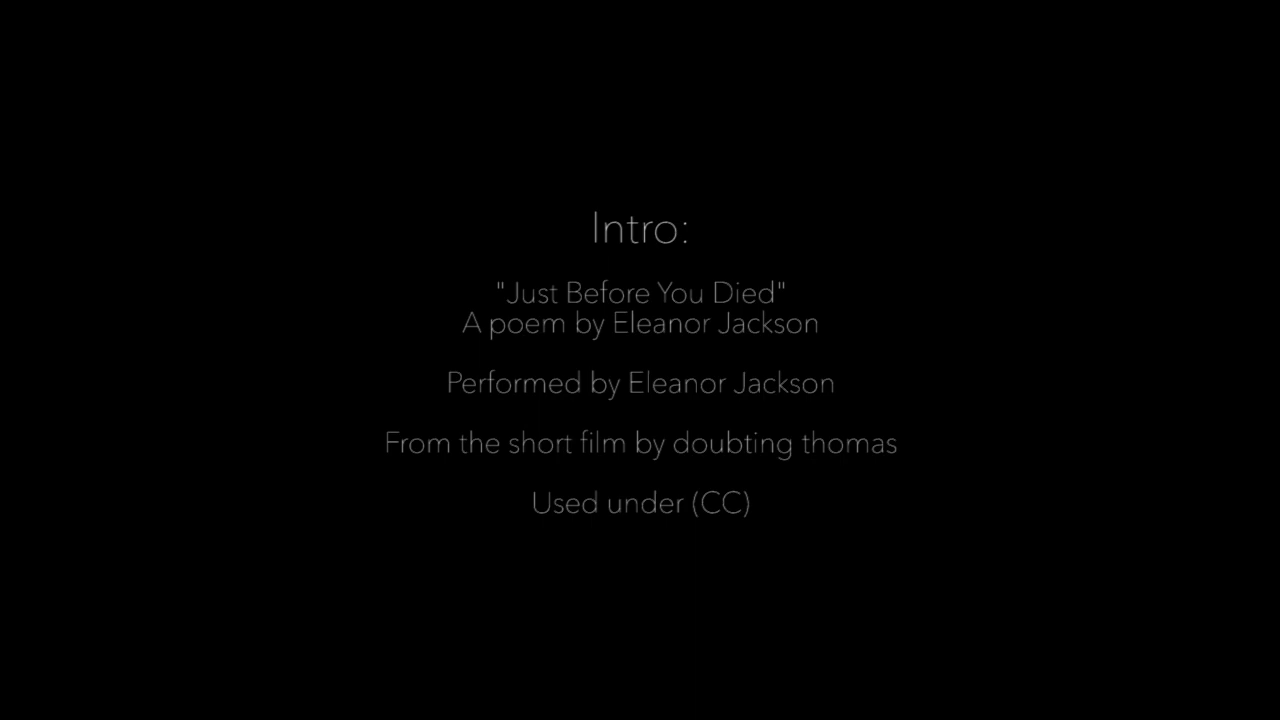 Intro:
"Just Before You Died"
A poem by Eleanor Jackson
Performed by Eleanor Jackson
From the short film by doubting thomas
Used under (CC)